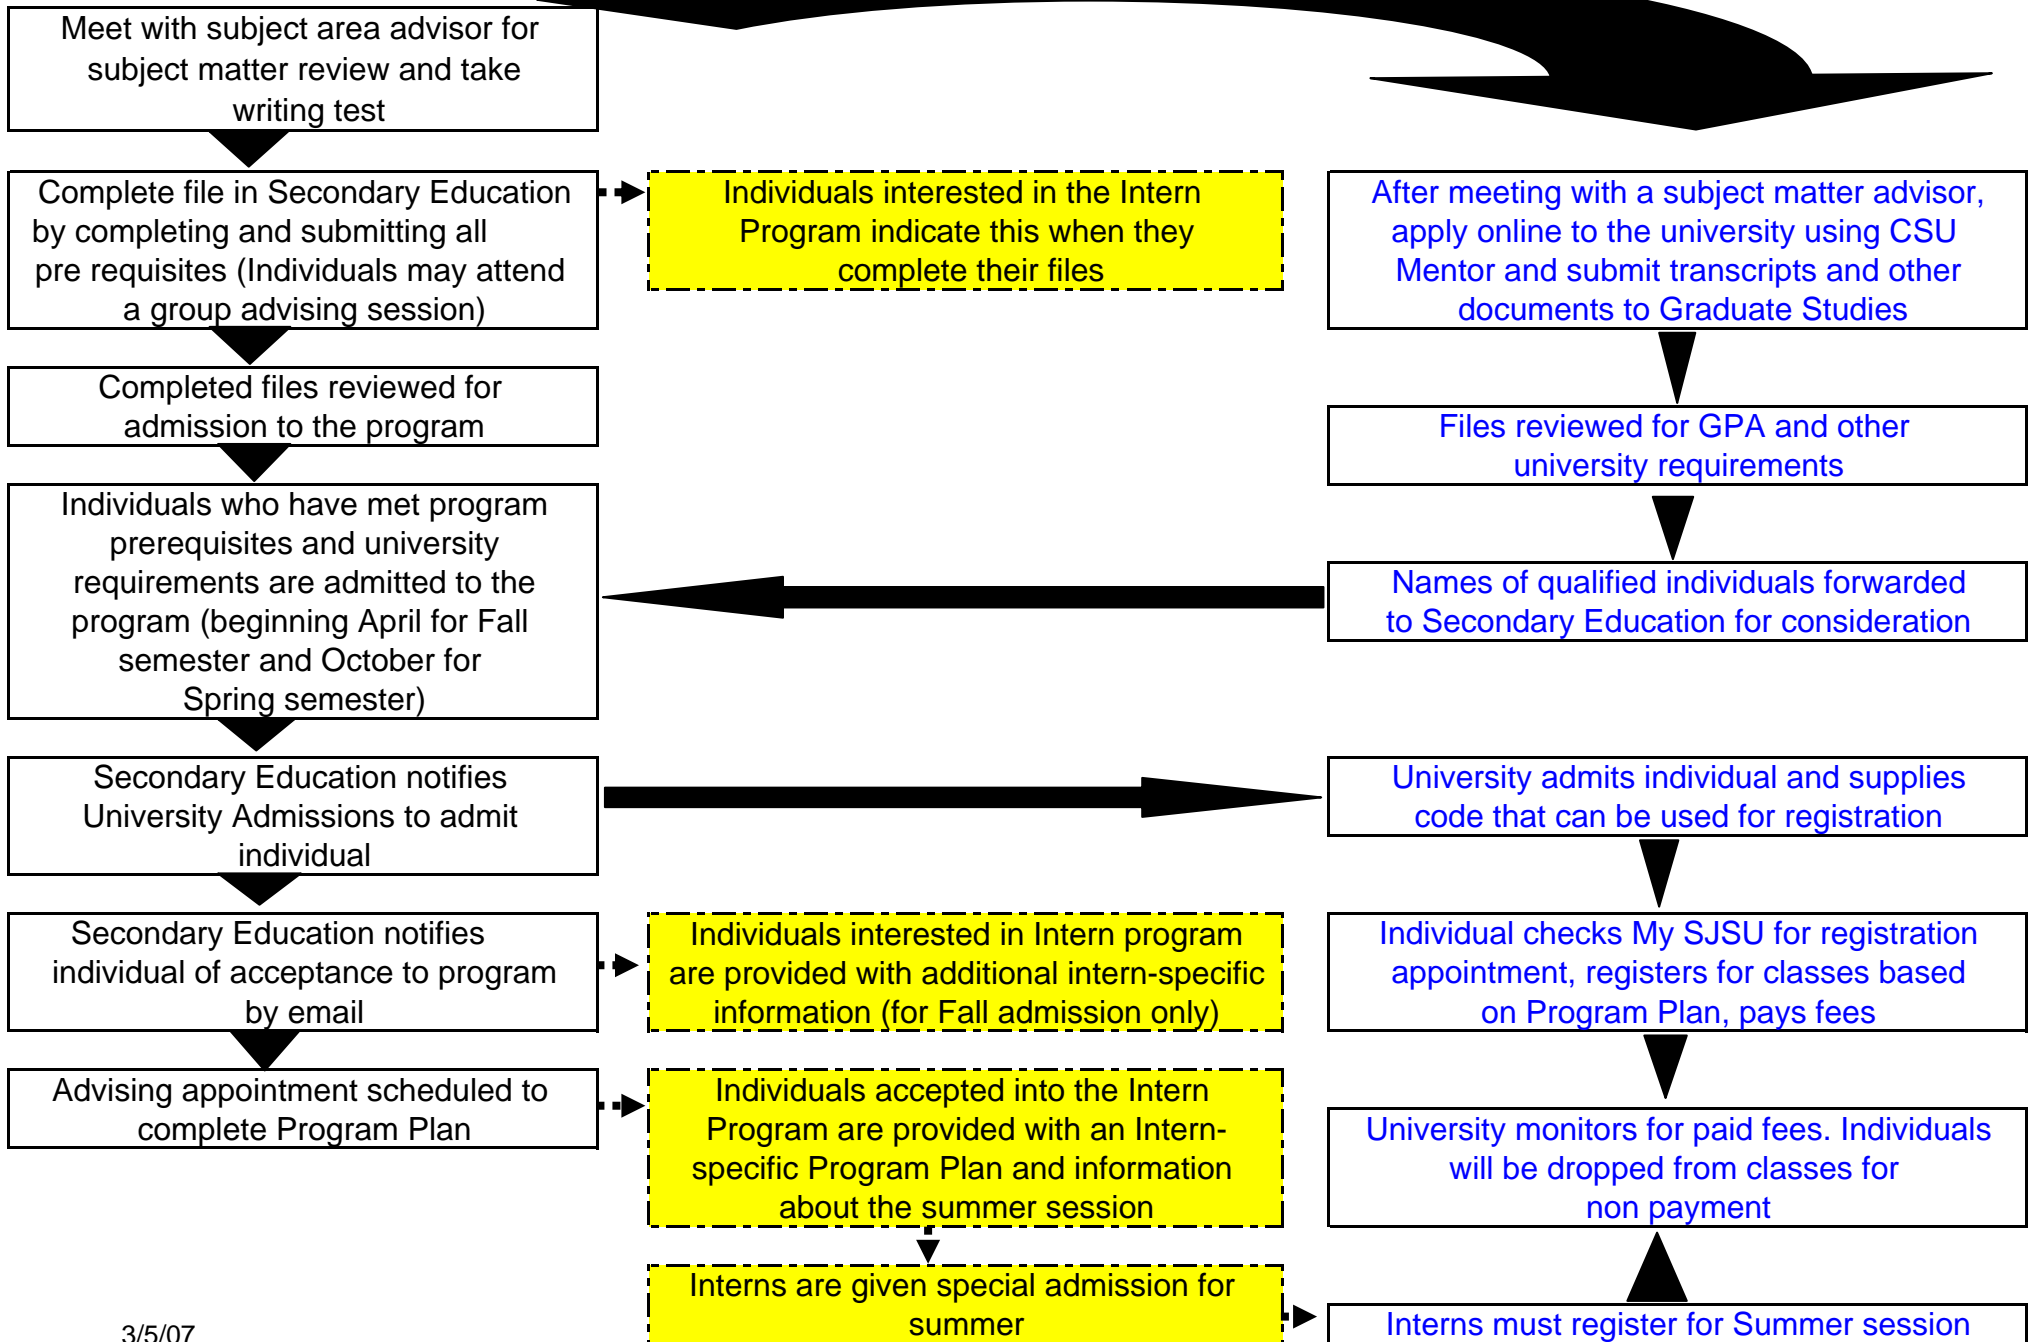 Meet with subject area advisor for
subject matter review and take
writing test
Complete file in Secondary Education
by completing and submitting all
pre requisites (Individuals may attend
a group advising session)
Individuals interested in the Intern
Program indicate this when they
complete their files
After meeting with a subject matter advisor,
apply online to the university using CSU
Mentor and submit transcripts and other
documents to Graduate Studies
Completed files reviewed for
admission to the program
Files reviewed for GPA and other
university requirements
Individuals who have met program
prerequisites and university
requirements are admitted to the
program (beginning April for Fall
semester and October for
Spring semester)
Names of qualified individuals forwarded
to Secondary Education for consideration
Secondary Education notifies
University Admissions to admit
individual
University admits individual and supplies
code that can be used for registration
Secondary Education notifies
individual of acceptance to program
by email
Individuals interested in Intern program
are provided with additional intern-specific
information (for Fall admission only)
Individual checks My SJSU for registration
appointment, registers for classes based
on Program Plan, pays fees
Advising appointment scheduled to
complete Program Plan
Individuals accepted into the Intern
Program are provided with an Intern-
specific Program Plan and information
about the summer session
University monitors for paid fees. Individuals
will be dropped from classes for
non payment
Interns are given special admission for
summer
Interns must register for Summer session
3/5/07